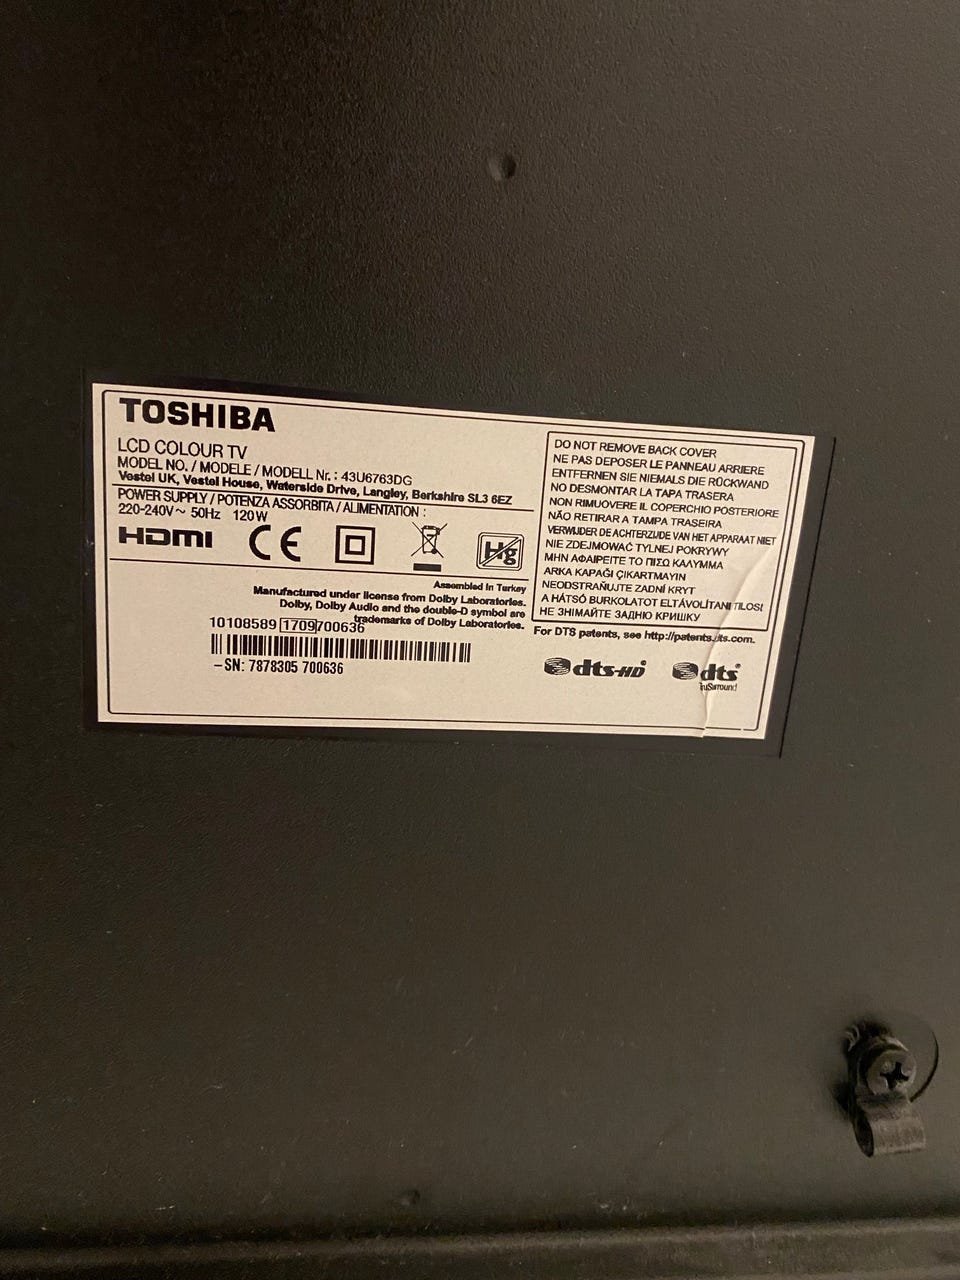 TOSHIBA
LCD COLOUR TV
MODEL NO. / MODELE / MODELL Nr. : 43U6763DG
Vestel UK, Vestel House, Waterside Drive, Langley, Berkshire SL3 6EZ
POWER SUPPLY / POTENZA ASSORBITA / ALIMENTATION :
220-240V~ 50Hz 120W
HDMI CE Hg
Assembled in Turkey
Manufactured under license from Dolby Laboratories.
Dolby, Dolby Audio and the double-D symbol are
trademarks of Dolby Laboratories.
10108589 1709 700636
-SN: 7878305 700636
DO NOT REMOVE BACK COVER
NE PAS DEPOSER LE PANNEAU ARRIERE
ENTFERNEN SIE NIEMALS DIE RÜCKWAND
NO DESMONTAR LA TAPA TRASERA
NON RIMUOVERE IL COPERCHIO POSTERIORE
NÃO RETIRAR A TAMPA TRASEIRA
VERWIJDER DE ACHTERZIJDE VAN HET APPARAAT NIET
NIE ZDEJMOWAĆ TYLNEJ POKRYWY
ΜΗΝ ΑΦΑΙΡΕΙΤΕ ΤΟ ΠΙΣΩ ΚΑΛΥΜΜΑ
ARKA KAPAĞI ÇIKARTMAYIN
NEODSTRAŇUJTE ZADNÍ KRYT
A HÁTSÓ BURKOLATOT ELTÁVOLÍTANI TILOS!
НЕ ЗНІМАЙТЕ ЗАДНЮ КРИШКУ
For DTS patents, see http://patents.dts.com.
dts-HD dts
TruSurround